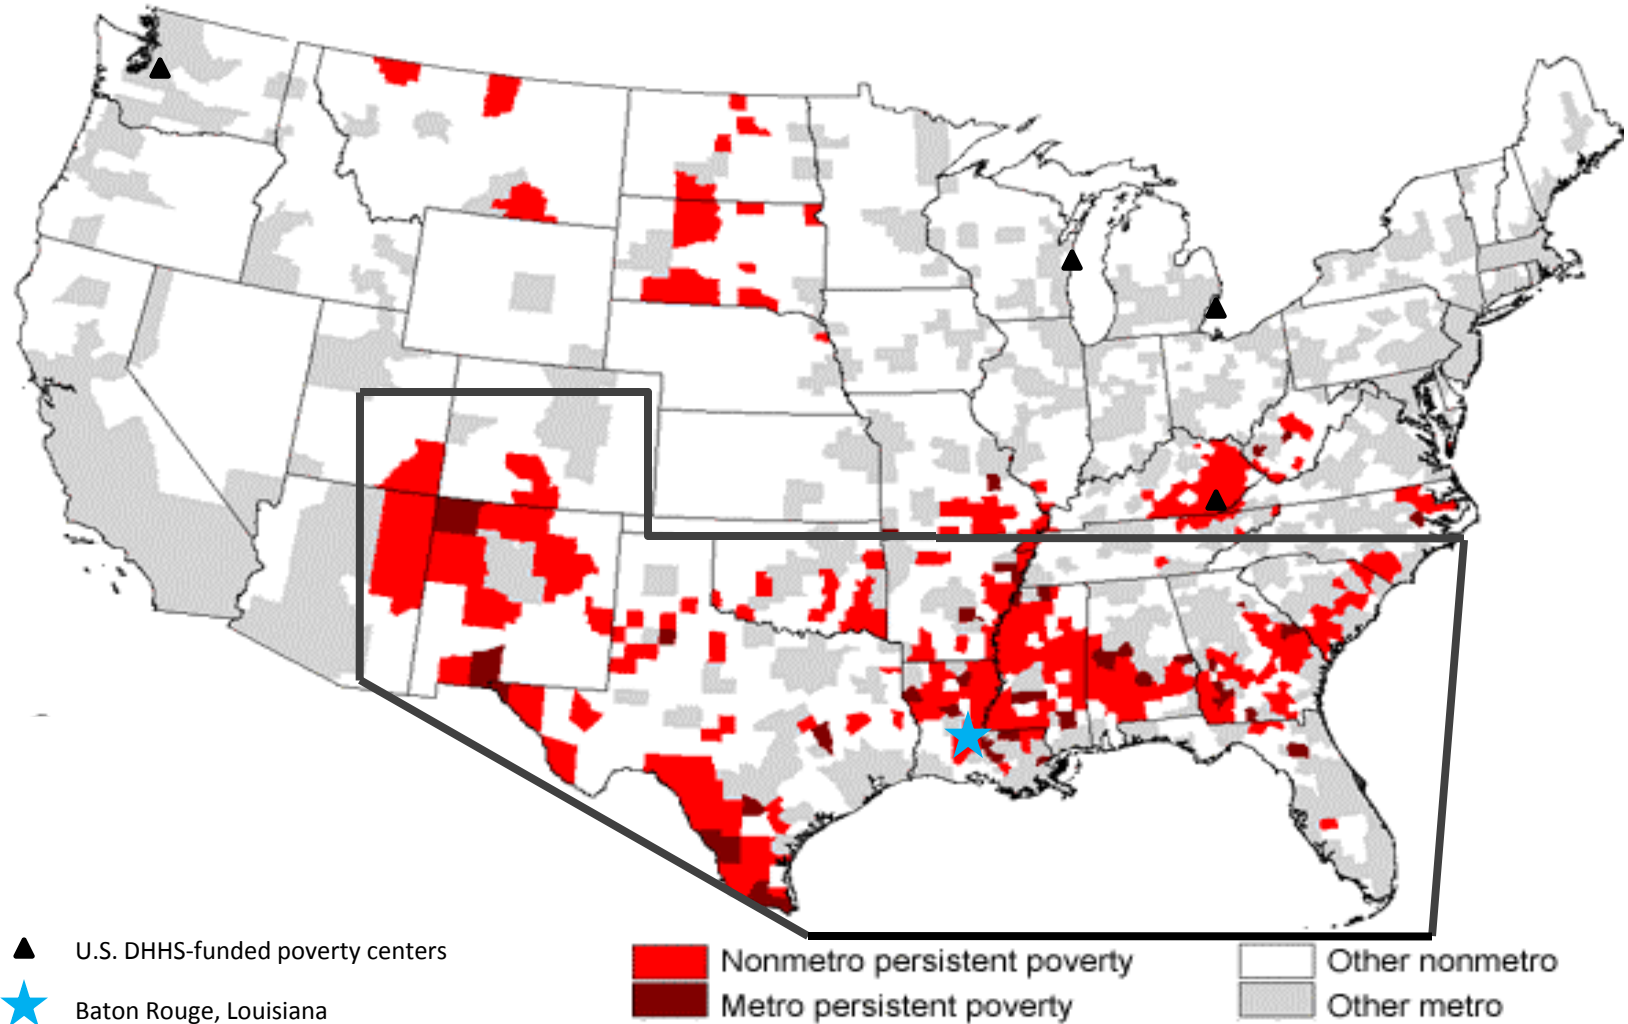 U.S. DHHS-funded poverty centers
Baton Rouge, Louisiana
Nonmetro persistent poverty
Metro persistent poverty
Other nonmetro
Other metro